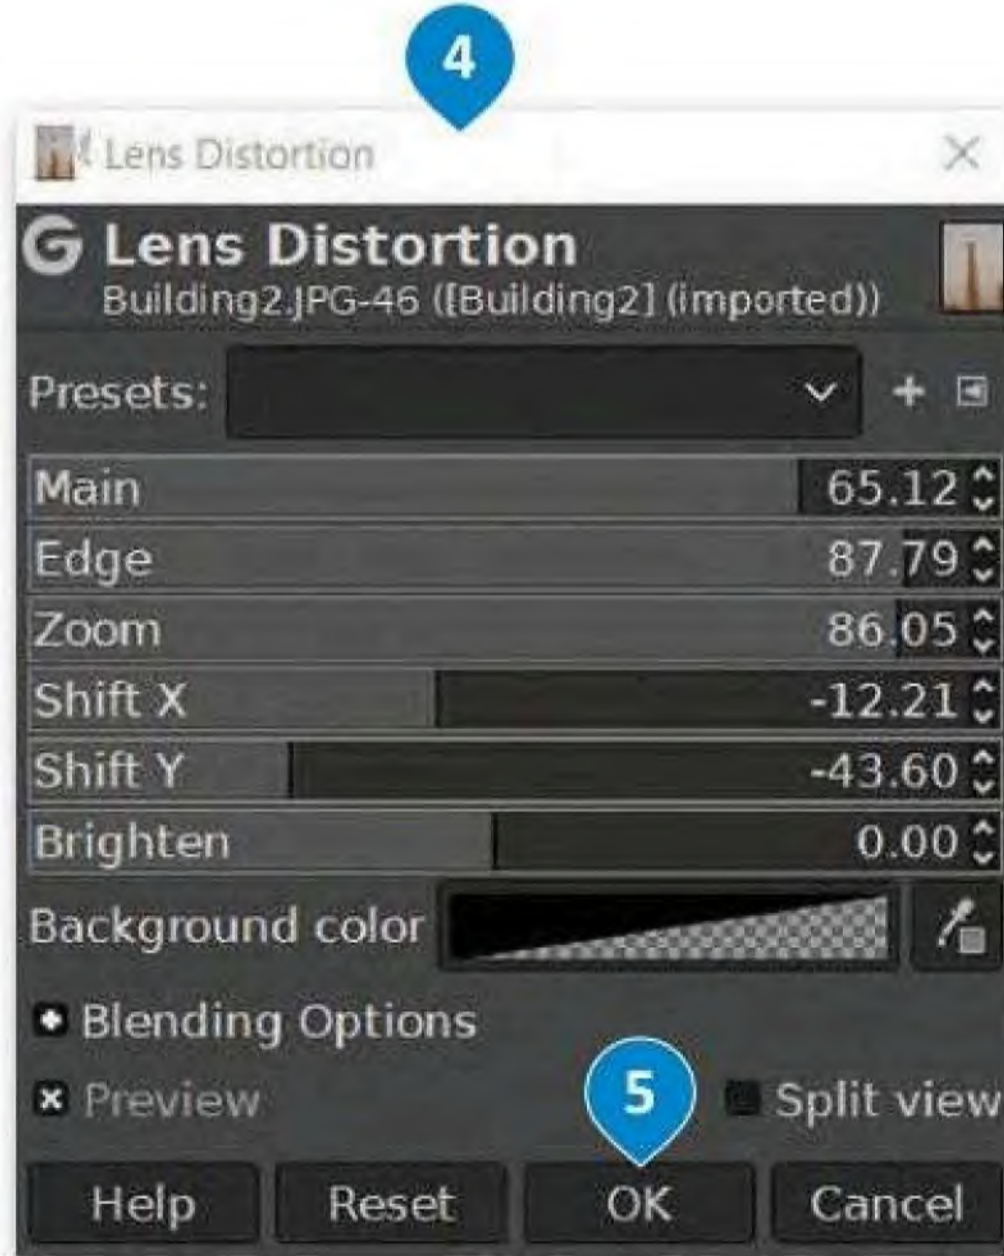 4
Lens Distortion
Lens Distortion
Building2.JPG-46 ([Building2] (imported))
Presets:
Main 65.12
Edge 87.79
Zoom 86.05
Shift X -12.21
Shift Y -43.60
Brighten 0.00
Background color
Blending Options
Preview 5 Split view
Help Reset OK Cancel